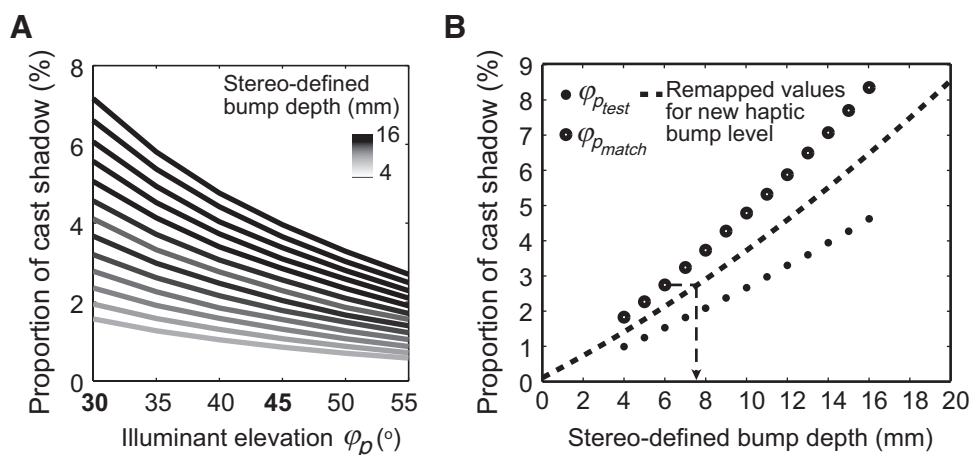 A
Proportion of cast shadow (%)
8
6
4
2
0
Stereo-defined
bump depth (mm)
16
4
30 35 40 45 50 55
Illuminant elevation φp (o)
B
Proportion of cast shadow (%)
9
8
7
6
5
4
3
2
1
0
φptest
φpmatch
Remapped values
for new haptic
bump level
0 2 4 6 8 10 12 14 16 18 20
Stereo-defined bump depth (mm)